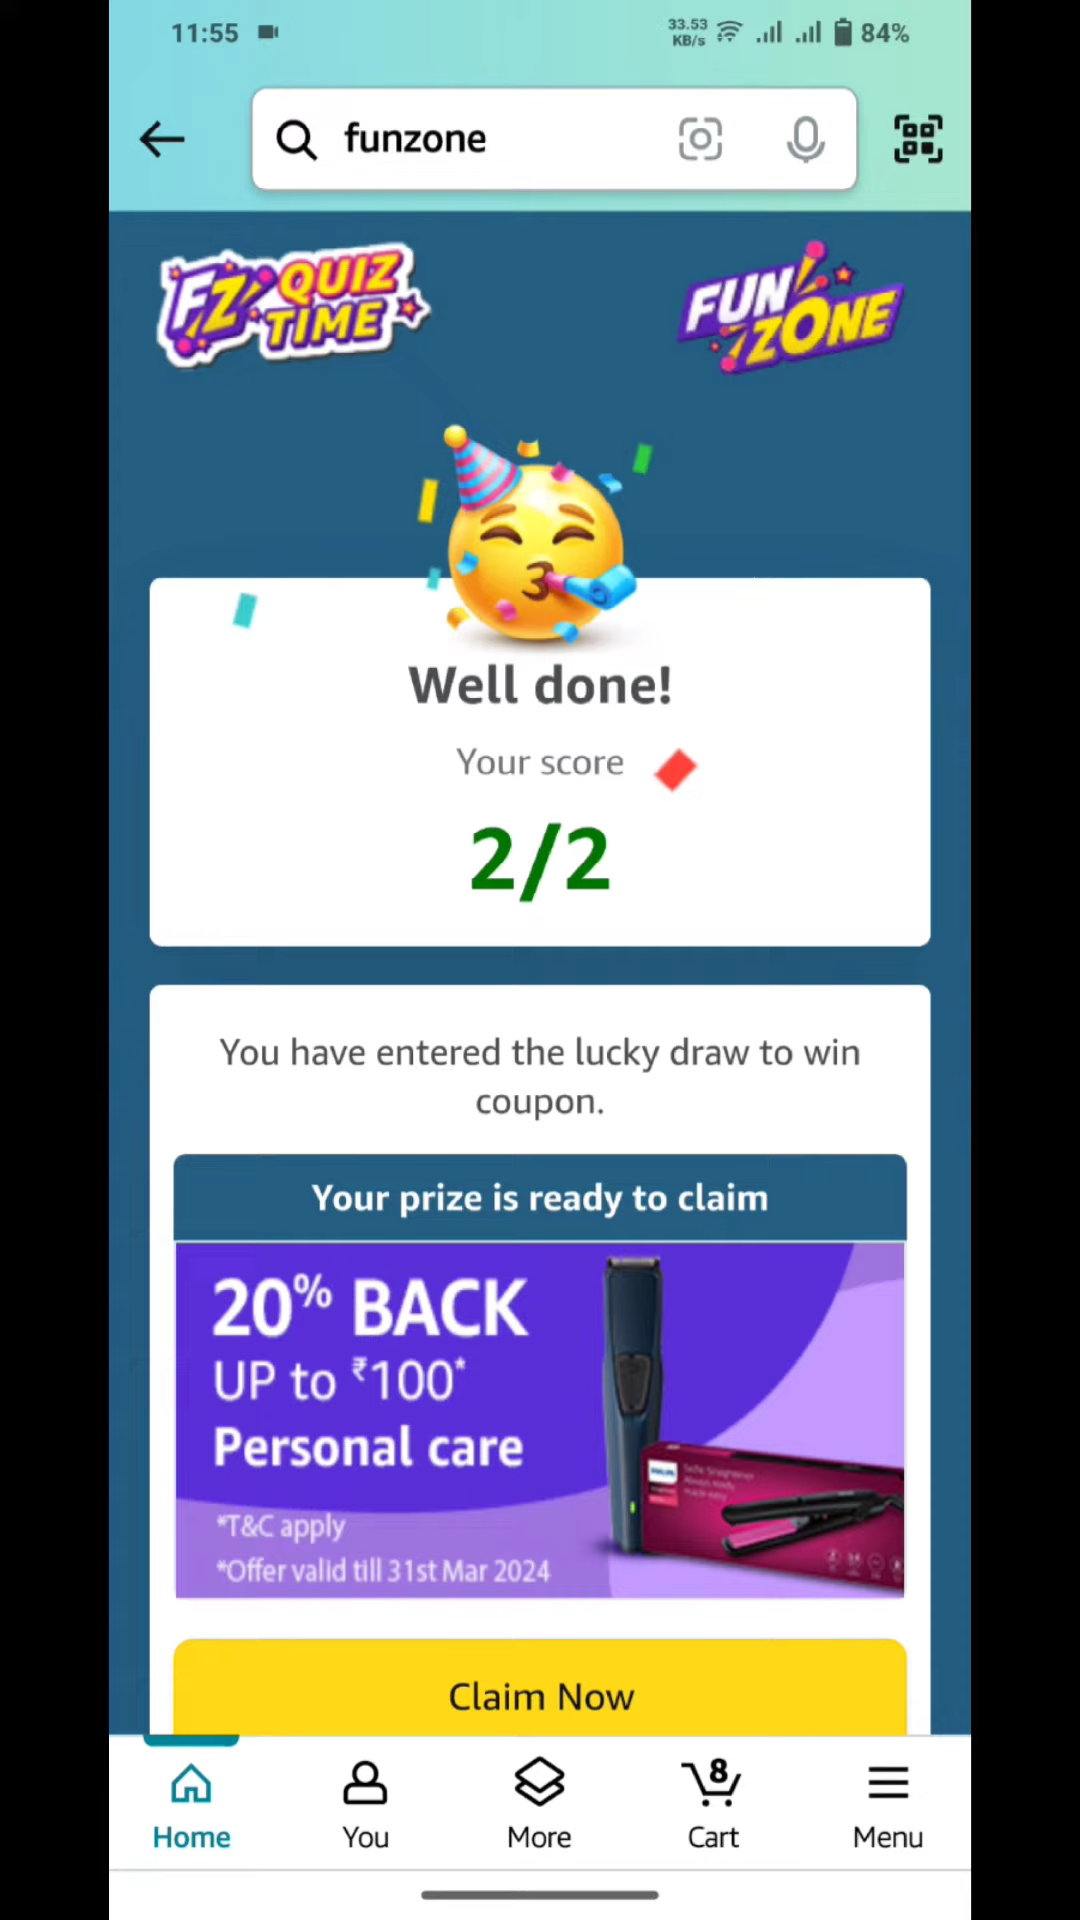 11:55
33.53
KB/s
84%
funzone
FZ QUIZ
TIME
FUN
ZONE
Well done!
Your score
2/2
You have entered the lucky draw to win
coupon.
Your prize is ready to claim
20% BACK
UP to ₹100*
Personal care
*T&C apply
*Offer valid till 31st Mar 2024
PHILIPS
Claim Now
8
Home
You
More
Cart
Menu